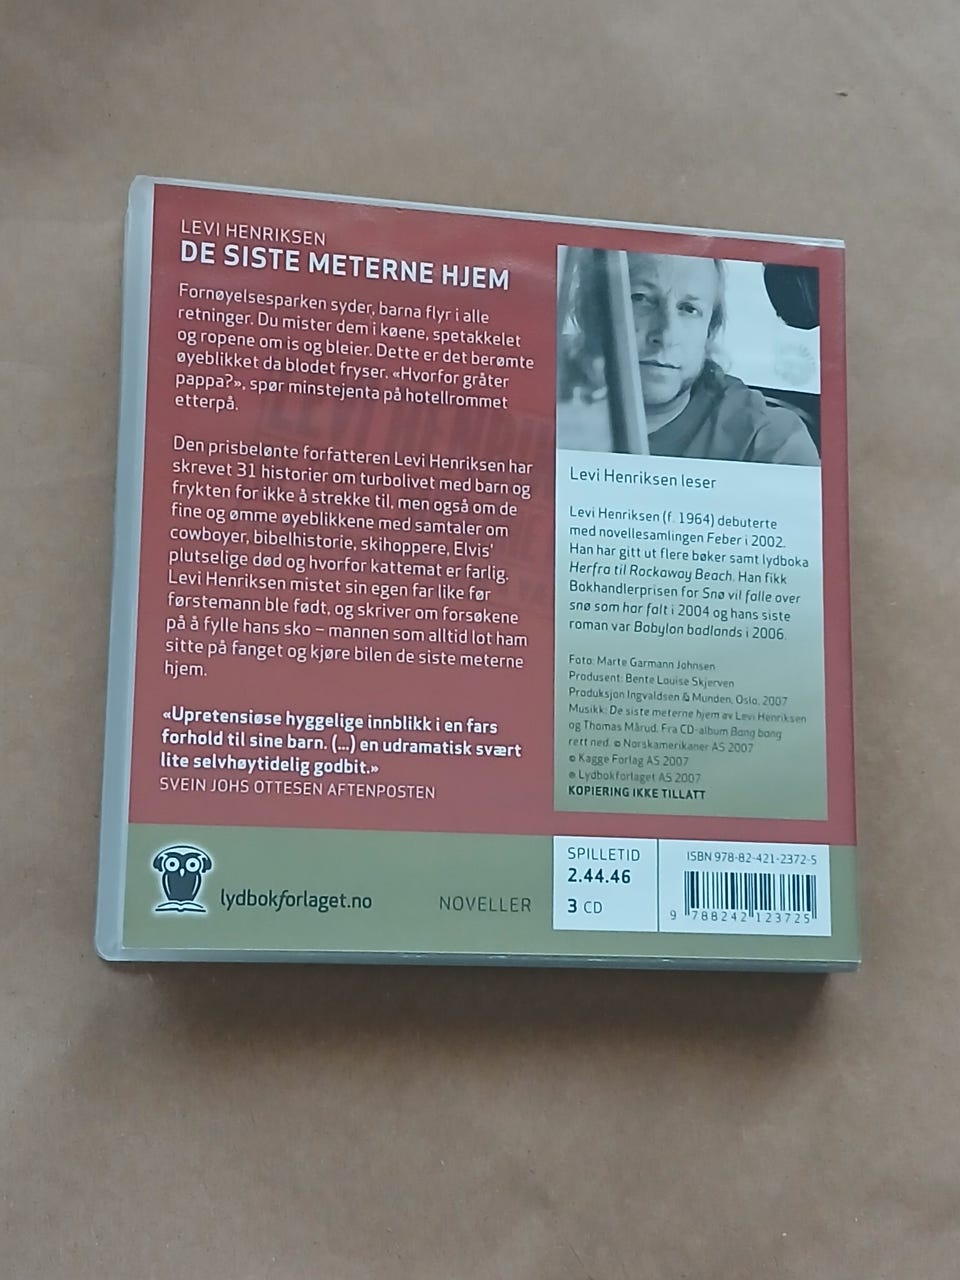 LEVI HENRIKSEN
DE SISTE METERNE HJEM
Fornøyelsesparken syder, barna flyr i alle
retninger. Du mister dem i køene, spetakkelet
og ropene om is og bleier. Dette er det berømte
øyeblikket da blodet fryser. «Hvorfor gråter
pappa?», spør minstejenta på hotellrommet
etterpå.
Den prisbelønte forfatteren Levi Henriksen har
skrevet 31 historier om turbolivet med barn og
frykten for ikke å strekke til, men også om de
fine og ømme øyeblikkene med samtaler om
cowboyer, bibelhistorie, skihoppere, Elvis'
plutselige død og hvorfor kattemat er farlig.
Levi Henriksen mistet sin egen far like før
førstemann ble født, og skriver om forsøkene
på å fylle hans sko – mannen som alltid lot ham
sitte på fanget og kjøre bilen de siste meterne
hjem.
«Upretensiøse hyggelige innblikk i en fars
forhold til sine barn. (...) en udramatisk svært
lite selvhøytidelig godbit.»
SVEIN JOHS OTTESEN AFTENPOSTEN
Levi Henriksen leser
Levi Henriksen (f. 1964) debuterte
med novellesamlingen Feber i 2002.
Han har gitt ut flere bøker samt lydboka
Herfra til Rockaway Beach. Han fikk
Bokhandlerprisen for Snø vil falle over
snø som har falt i 2004 og hans siste
roman var Babylon badlands i 2006.
Foto: Marte Garmann Johnsen
Produsent: Bente Louise Skjerven
Produksjon Ingvaldsen & Munden, Oslo, 2007
Musikk: De siste meterne hjem av Levi Henriksen
og Thomas Mårud. Fra CD-album Bang bang
rett ned. ℗ Norskamerikaner AS 2007
© Kagge Forlag AS 2007
℗ Lydbokforlaget AS 2007
KOPIERING IKKE TILLATT
lydbokforlaget.no
NOVELLER
SPILLETID
2.44.46
3 CD
ISBN 978-82-421-2372-5
9 788242 123725